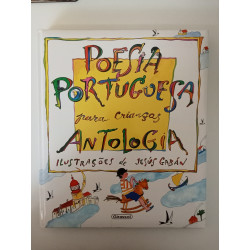 POESIA
PORTUGUESA
para crianças
ANTOLOGIA
ILUSTRAÇÕES de JESÚS GABÁN